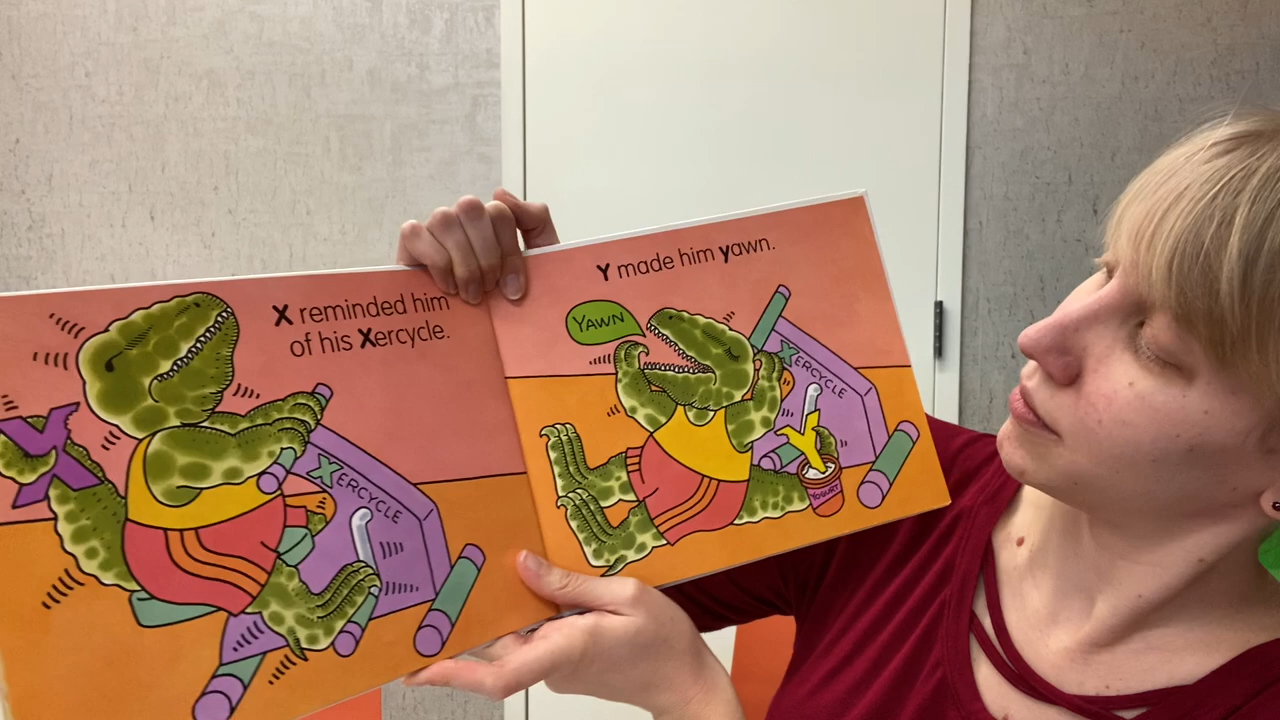 X reminded him
of his Xercycle.
X
XERCYCLE
Y made him yawn.
YAWN
XERCYCLE
Y
YOGURT